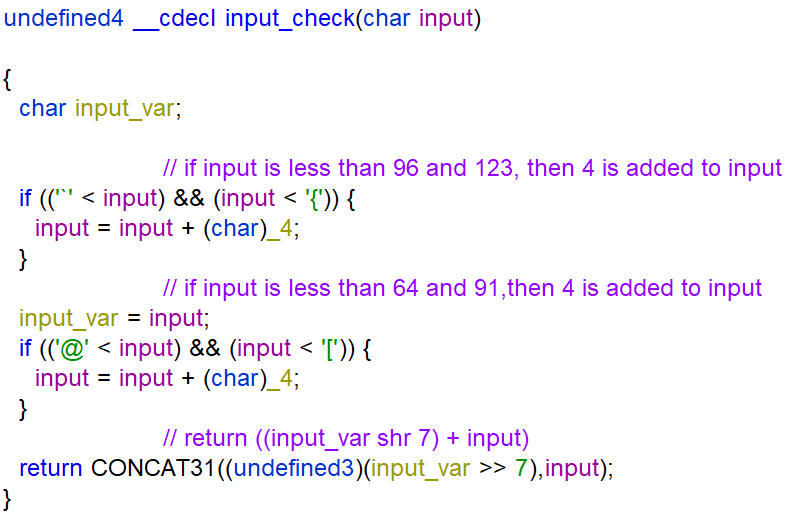 undefined4 __cdecl input_check(char input)
{
char input_var;
// if input is less than 96 and 123, then 4 is added to input
if (('`' < input) && (input < '{')) {
input = input + (char)_4;
}
// if input is less than 64 and 91,then 4 is added to input
input_var = input;
if (('@' < input) && (input < '[')) {
input = input + (char)_4;
}
// return ((input_var shr 7) + input)
return CONCAT31((undefined3)(input_var >> 7),input);
}